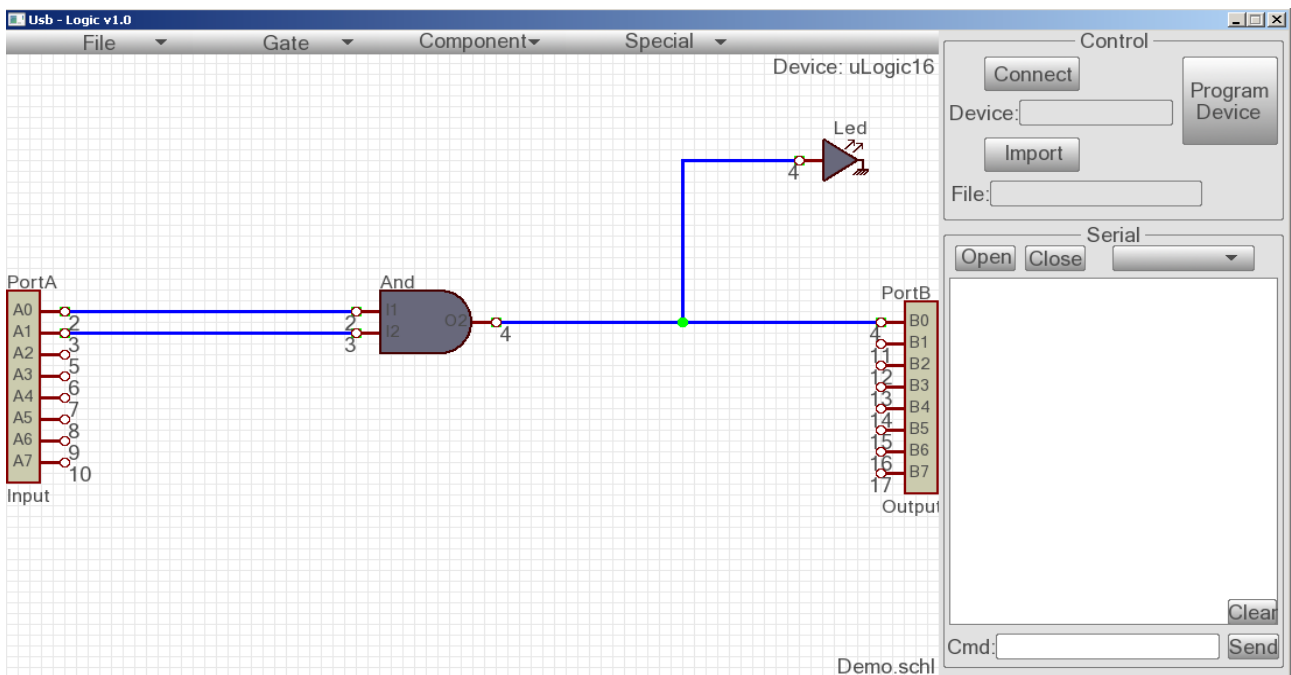 Usb - Logic v1.0
File Gate Component Special
Device: uLogic16
Led
4
PortA
A0
A1
A2
A3
A4
A5
A6
A7
2
3
5
6
7
8
9
10
Input
And
I1
I2
O2
2
3
4
PortB
B0
B1
B2
B3
B4
B5
B6
B7
4
11
12
13
14
15
16
17
Output
Demo.schl
Control
Connect
Program
Device
Device:
Import
File:
Serial
Open Close
Clear
Cmd: Send